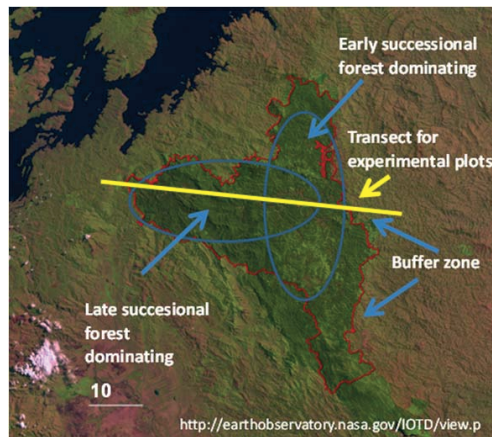 Early successional
forest dominating
Transect for
experimental plots
Buffer zone
Late succesional
forest
dominating
10
http://earthobservatory.nasa.gov/IOTD/view.p